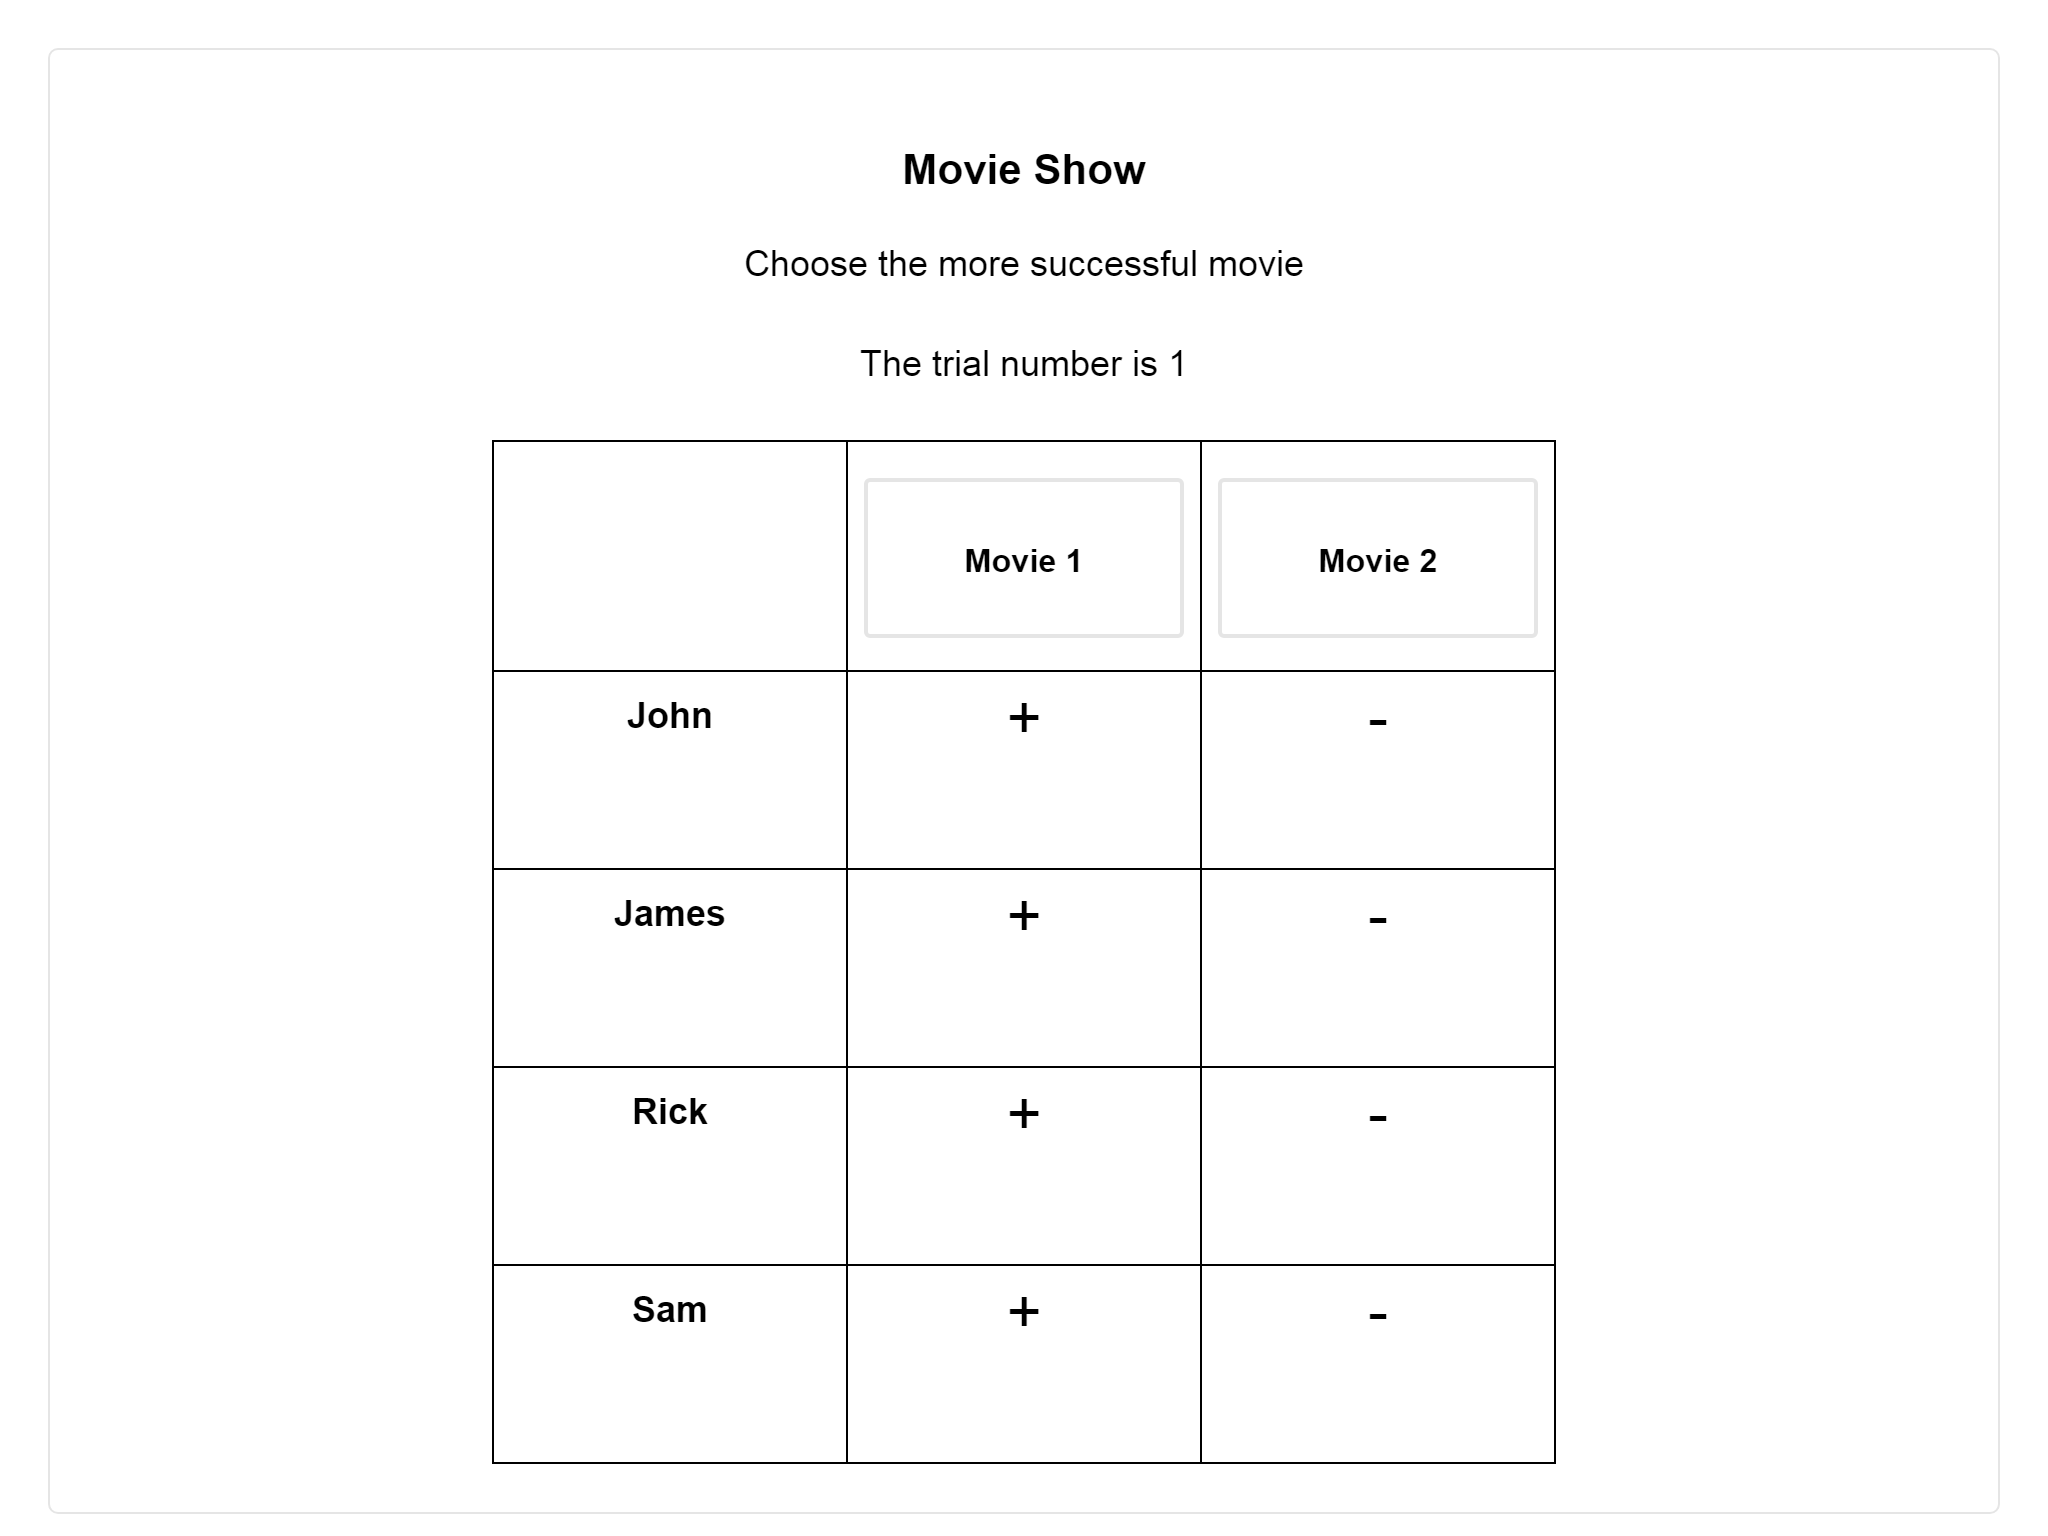 Movie Show
Choose the more successful movie
The trial number is 1
Movie 1 Movie 2
John + -
James + -
Rick + -
Sam + -